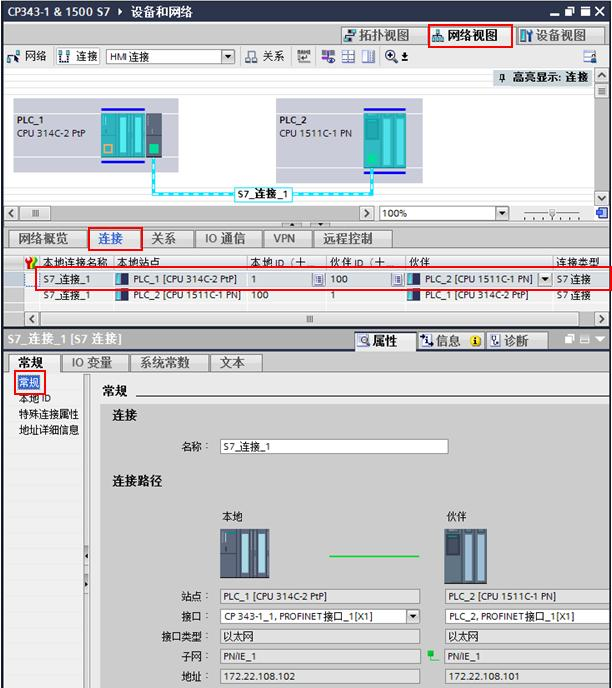 CP343-1 & 1500 S7 ▸ 设备和网络
拓扑视图 网络视图 设备视图
网络 连接 HMI 连接 关系
高亮显示: 连接
PLC_1
CPU 314C-2 PtP
PLC_2
CPU 1511C-1 PN
S7_连接_1
100%
网络概览 连接 关系 IO 通信 VPN 远程控制
本地连接名称 本地站点 本地 ID（十... 伙伴 ID（十... 伙伴 连接类型
S7_连接_1 PLC_1 [CPU 314C-2 PtP] 1 100 PLC_2 [CPU 1511C-1 PN] S7 连接
S7_连接_1 PLC_2 [CPU 1511C-1 PN] 100 1 PLC_1 [CPU 314C-2 PtP] S7 连接
S7_连接_1 [S7 连接]
属性 信息 诊断
常规 IO 变量 系统常数 文本
常规
本地 ID
特殊连接属性
地址详细信息
常规
连接
名称： S7_连接_1
连接路径
本地 伙伴
站点： PLC_1 [CPU 314C-2 PtP] PLC_2 [CPU 1511C-1 PN]
接口： CP 343-1_1, PROFINET接口_1[X1] PLC_2, PROFINET接口_1[X1]
接口类型： 以太网 以太网
子网： PN/IE_1 PN/IE_1
地址： 172.22.108.102 172.22.108.101